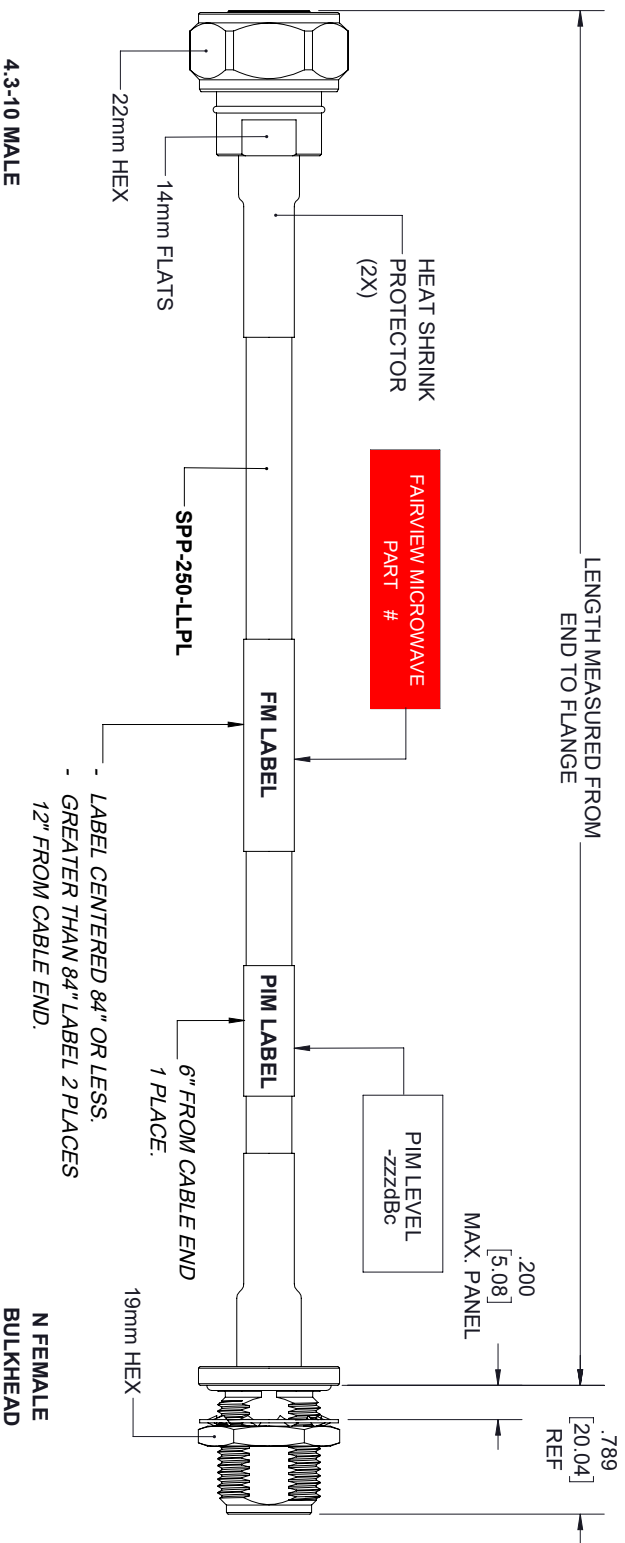 LENGTH MEASURED FROM
END TO FLANGE
.789
[20.04]
REF
.200
[5.08]
MAX. PANEL
HEAT SHRINK
PROTECTOR
(2X)
FAIRVIEW MICROWAVE
PART #
PIM LEVEL
-zzzdBc
FM LABEL
PIM LABEL
14mm FLATS
22mm HEX
SPP-250-LLPL
6" FROM CABLE END
1 PLACE.
19mm HEX
- LABEL CENTERED 84" OR LESS.
- GREATER THAN 84" LABEL 2 PLACES
12" FROM CABLE END.
4.3-10 MALE
N FEMALE
BULKHEAD